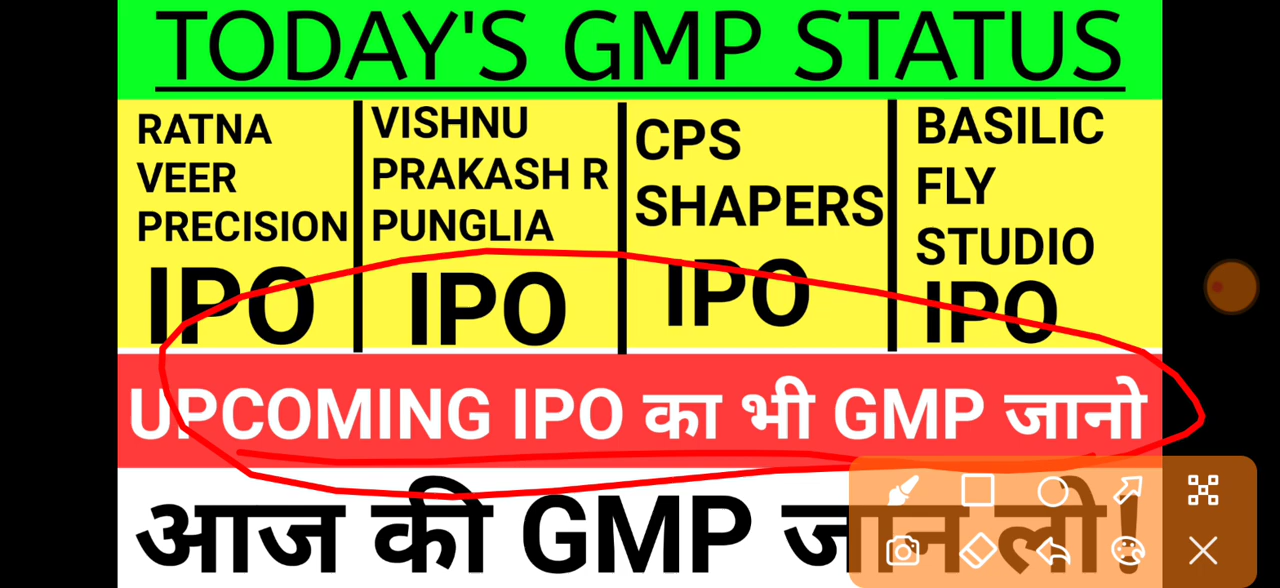 TODAY'S GMP STATUS
RATNA
VEER
PRECISION
IPO
VISHNU
PRAKASH R
PUNGLIA
IPO
CPS
SHAPERS
IPO
BASILIC
FLY
STUDIO
IPO
UPCOMING IPO का भी GMP जानो
आज की GMP जान लो!